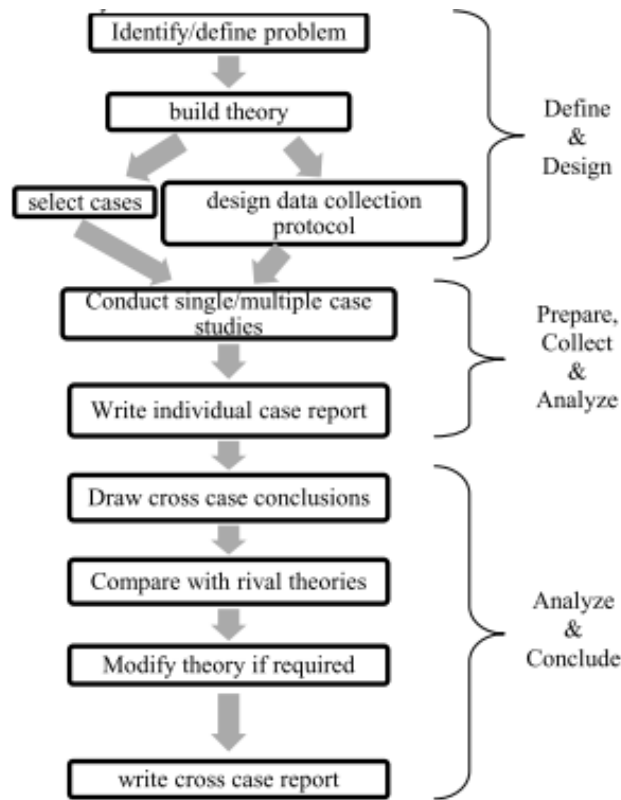 Identify/define problem
build theory
select cases
design data collection
protocol
Define
&
Design
Conduct single/multiple case
studies
Write individual case report
Prepare,
Collect
&
Analyze
Draw cross case conclusions
Compare with rival theories
Modify theory if required
write cross case report
Analyze
&
Conclude